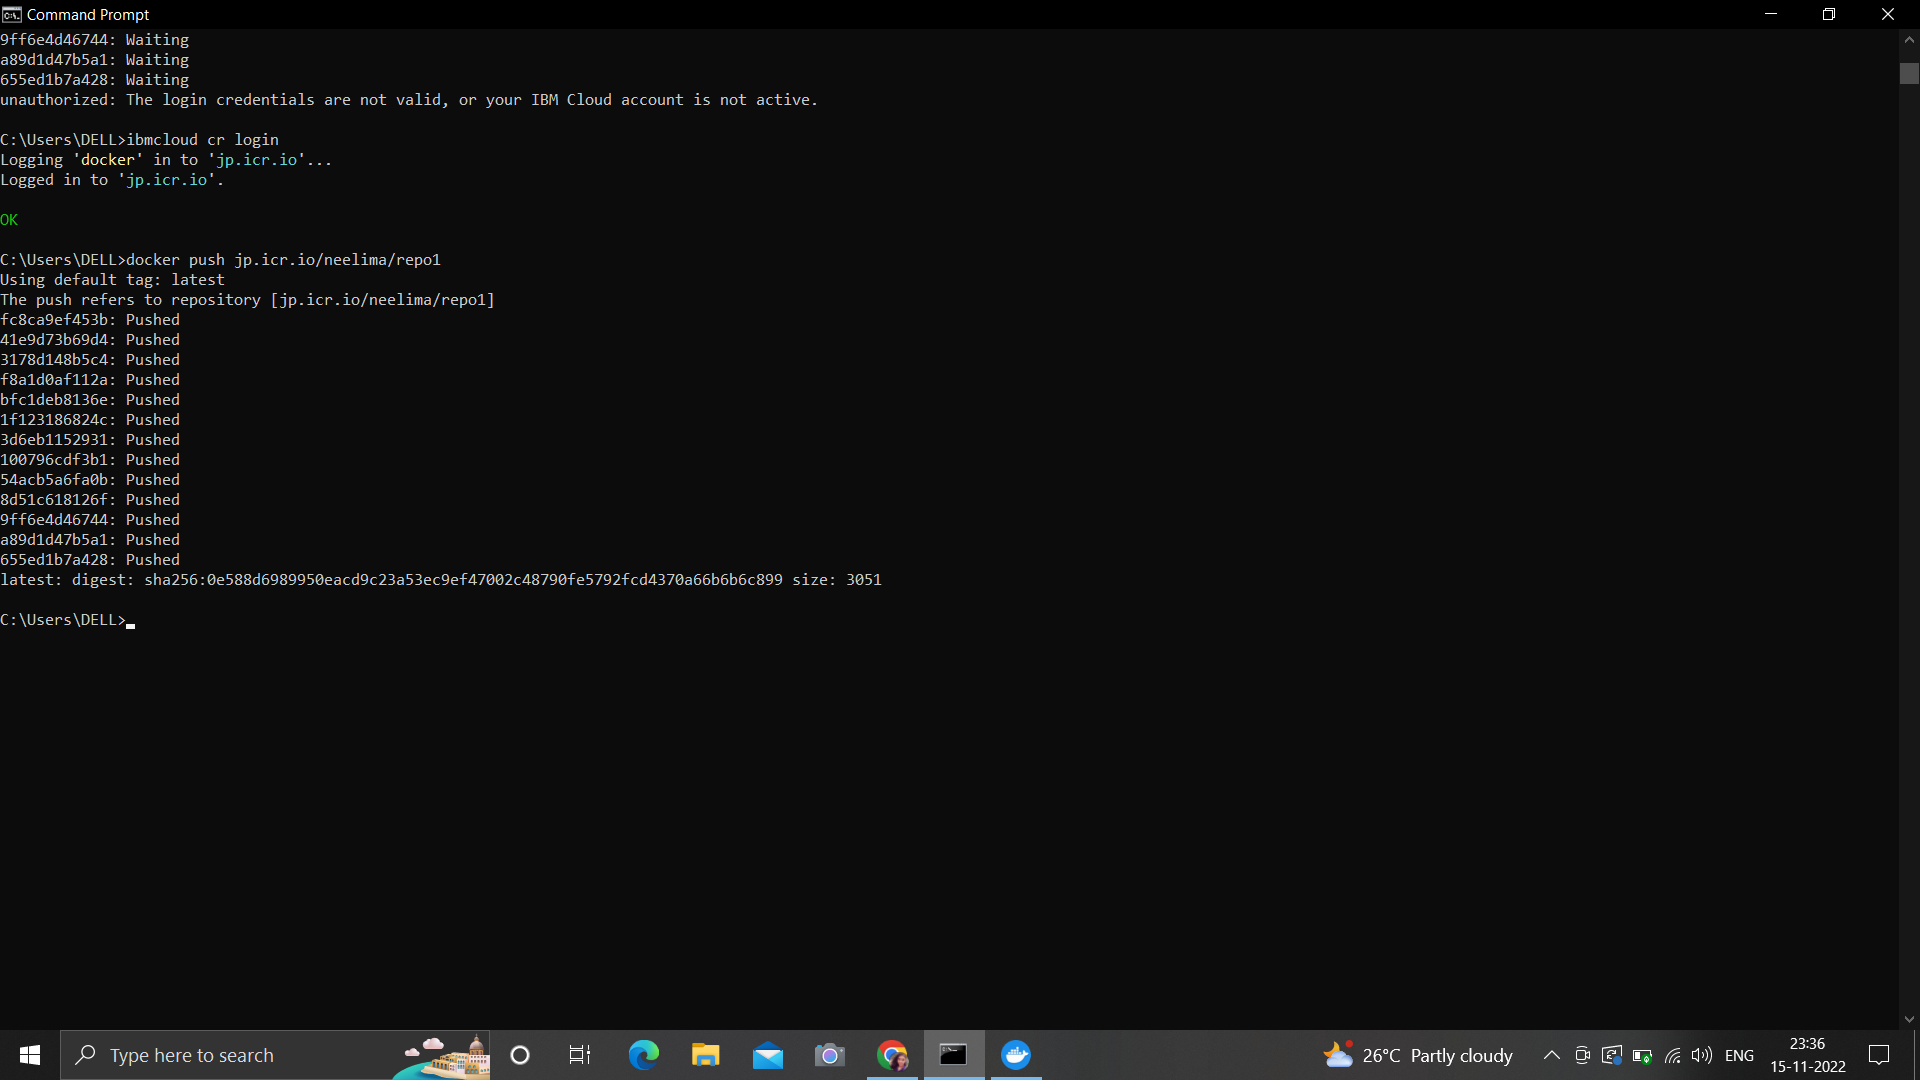 Command Prompt
9ff6e4d46744: Waiting
a89d1d47b5a1: Waiting
655ed1b7a428: Waiting
unauthorized: The login credentials are not valid, or your IBM Cloud account is not active.
C:\Users\DELL>ibmcloud cr login
Logging 'docker' in to 'jp.icr.io'...
Logged in to 'jp.icr.io'.
OK
C:\Users\DELL>docker push jp.icr.io/neelima/repo1
Using default tag: latest
The push refers to repository [jp.icr.io/neelima/repo1]
fc8ca9ef453b: Pushed
41e9d73b69d4: Pushed
3178d148b5c4: Pushed
f8a1d0af112a: Pushed
bfc1deb8136e: Pushed
1f123186824c: Pushed
3d6eb1152931: Pushed
100796cdf3b1: Pushed
54acb5a6fa0b: Pushed
8d51c618126f: Pushed
9ff6e4d46744: Pushed
a89d1d47b5a1: Pushed
655ed1b7a428: Pushed
latest: digest: sha256:0e588d6989950eacd9c23a53ec9ef47002c48790fe5792fcd4370a66b6b6c899 size: 3051
C:\Users\DELL>
Type here to search
26°C Partly cloudy
ENG
23:36
15-11-2022